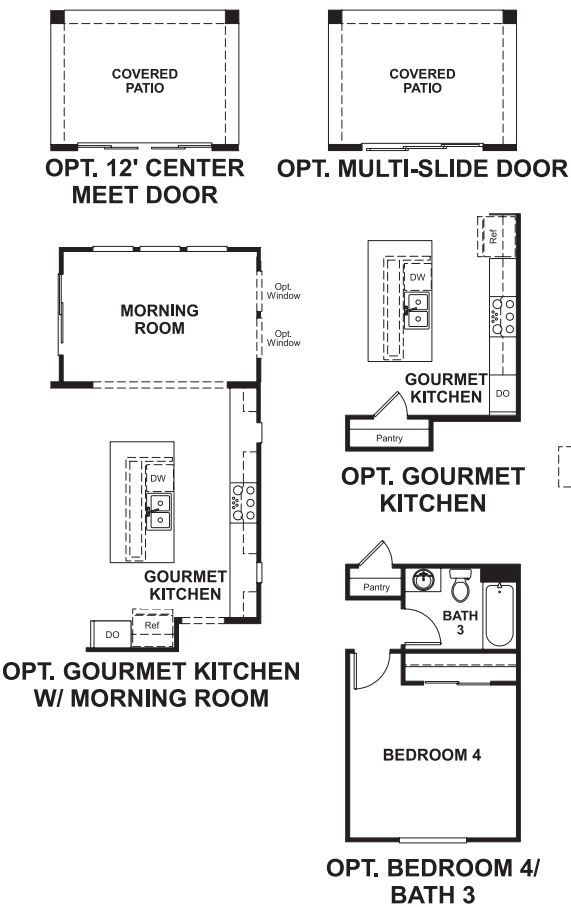 COVERED
PATIO
OPT. 12' CENTER
MEET DOOR
COVERED
PATIO
OPT. MULTI-SLIDE DOOR
MORNING
ROOM
Opt.
Window
Opt.
Window
DW
GOURMET
KITCHEN
DO
Ref
OPT. GOURMET KITCHEN
W/ MORNING ROOM
Ref
DW
GOURMET
KITCHEN
DO
Pantry
OPT. GOURMET
KITCHEN
Pantry
BATH
3
BEDROOM 4
OPT. BEDROOM 4/
BATH 3